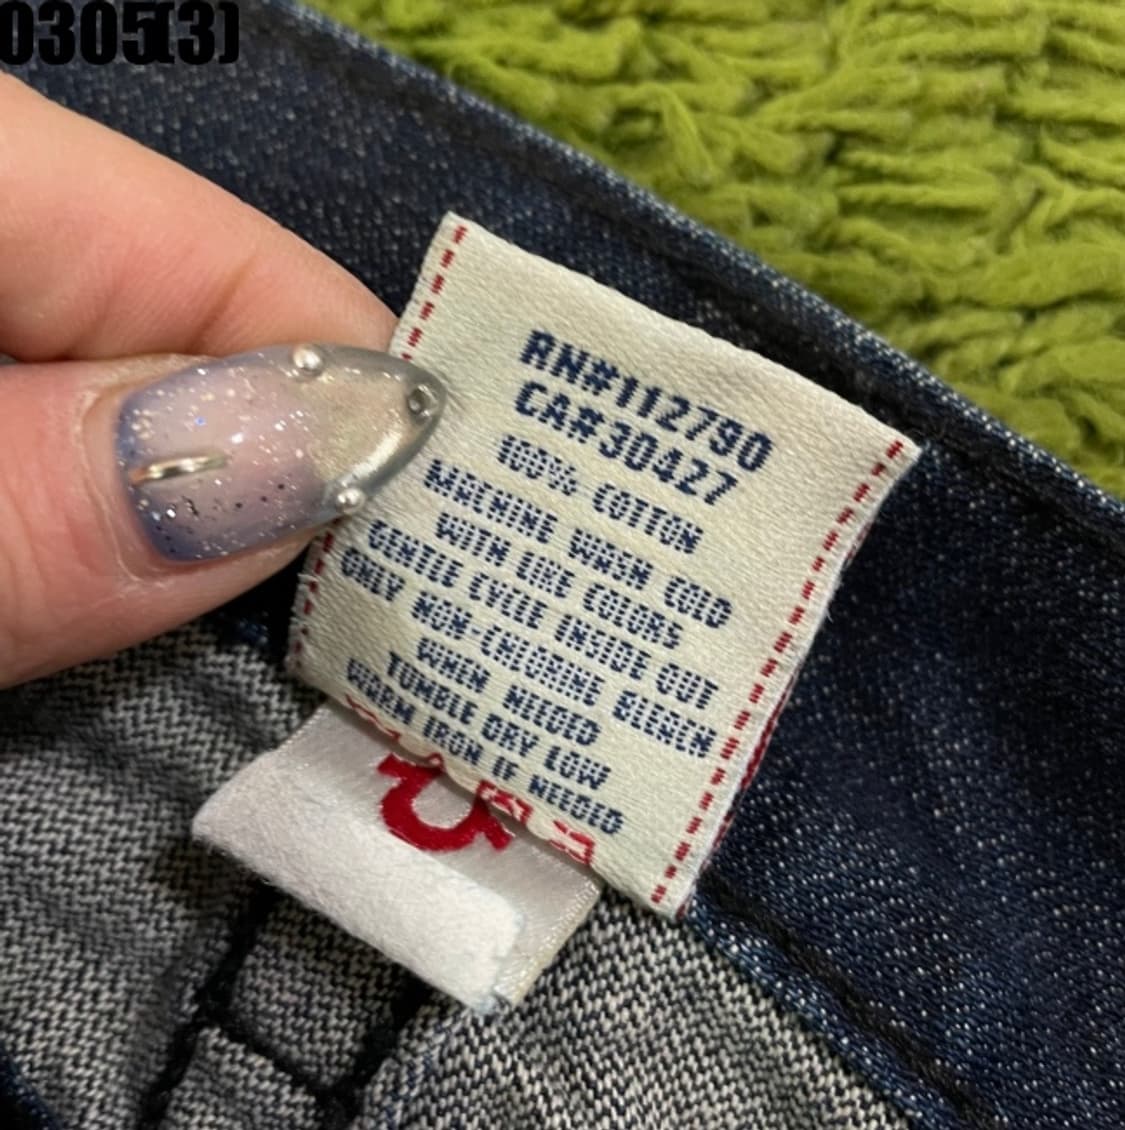 0305(3)
RN#112790
CA#30427
100% COTTON
MACHINE WASH COLD
WITH LIKE COLORS
GENTLE CYCLE INSIDE OUT
ONLY NON-CHLORINE BLEACH
WHEN NEEDED
TUMBLE DRY LOW
WARM IRON IF NEEDED